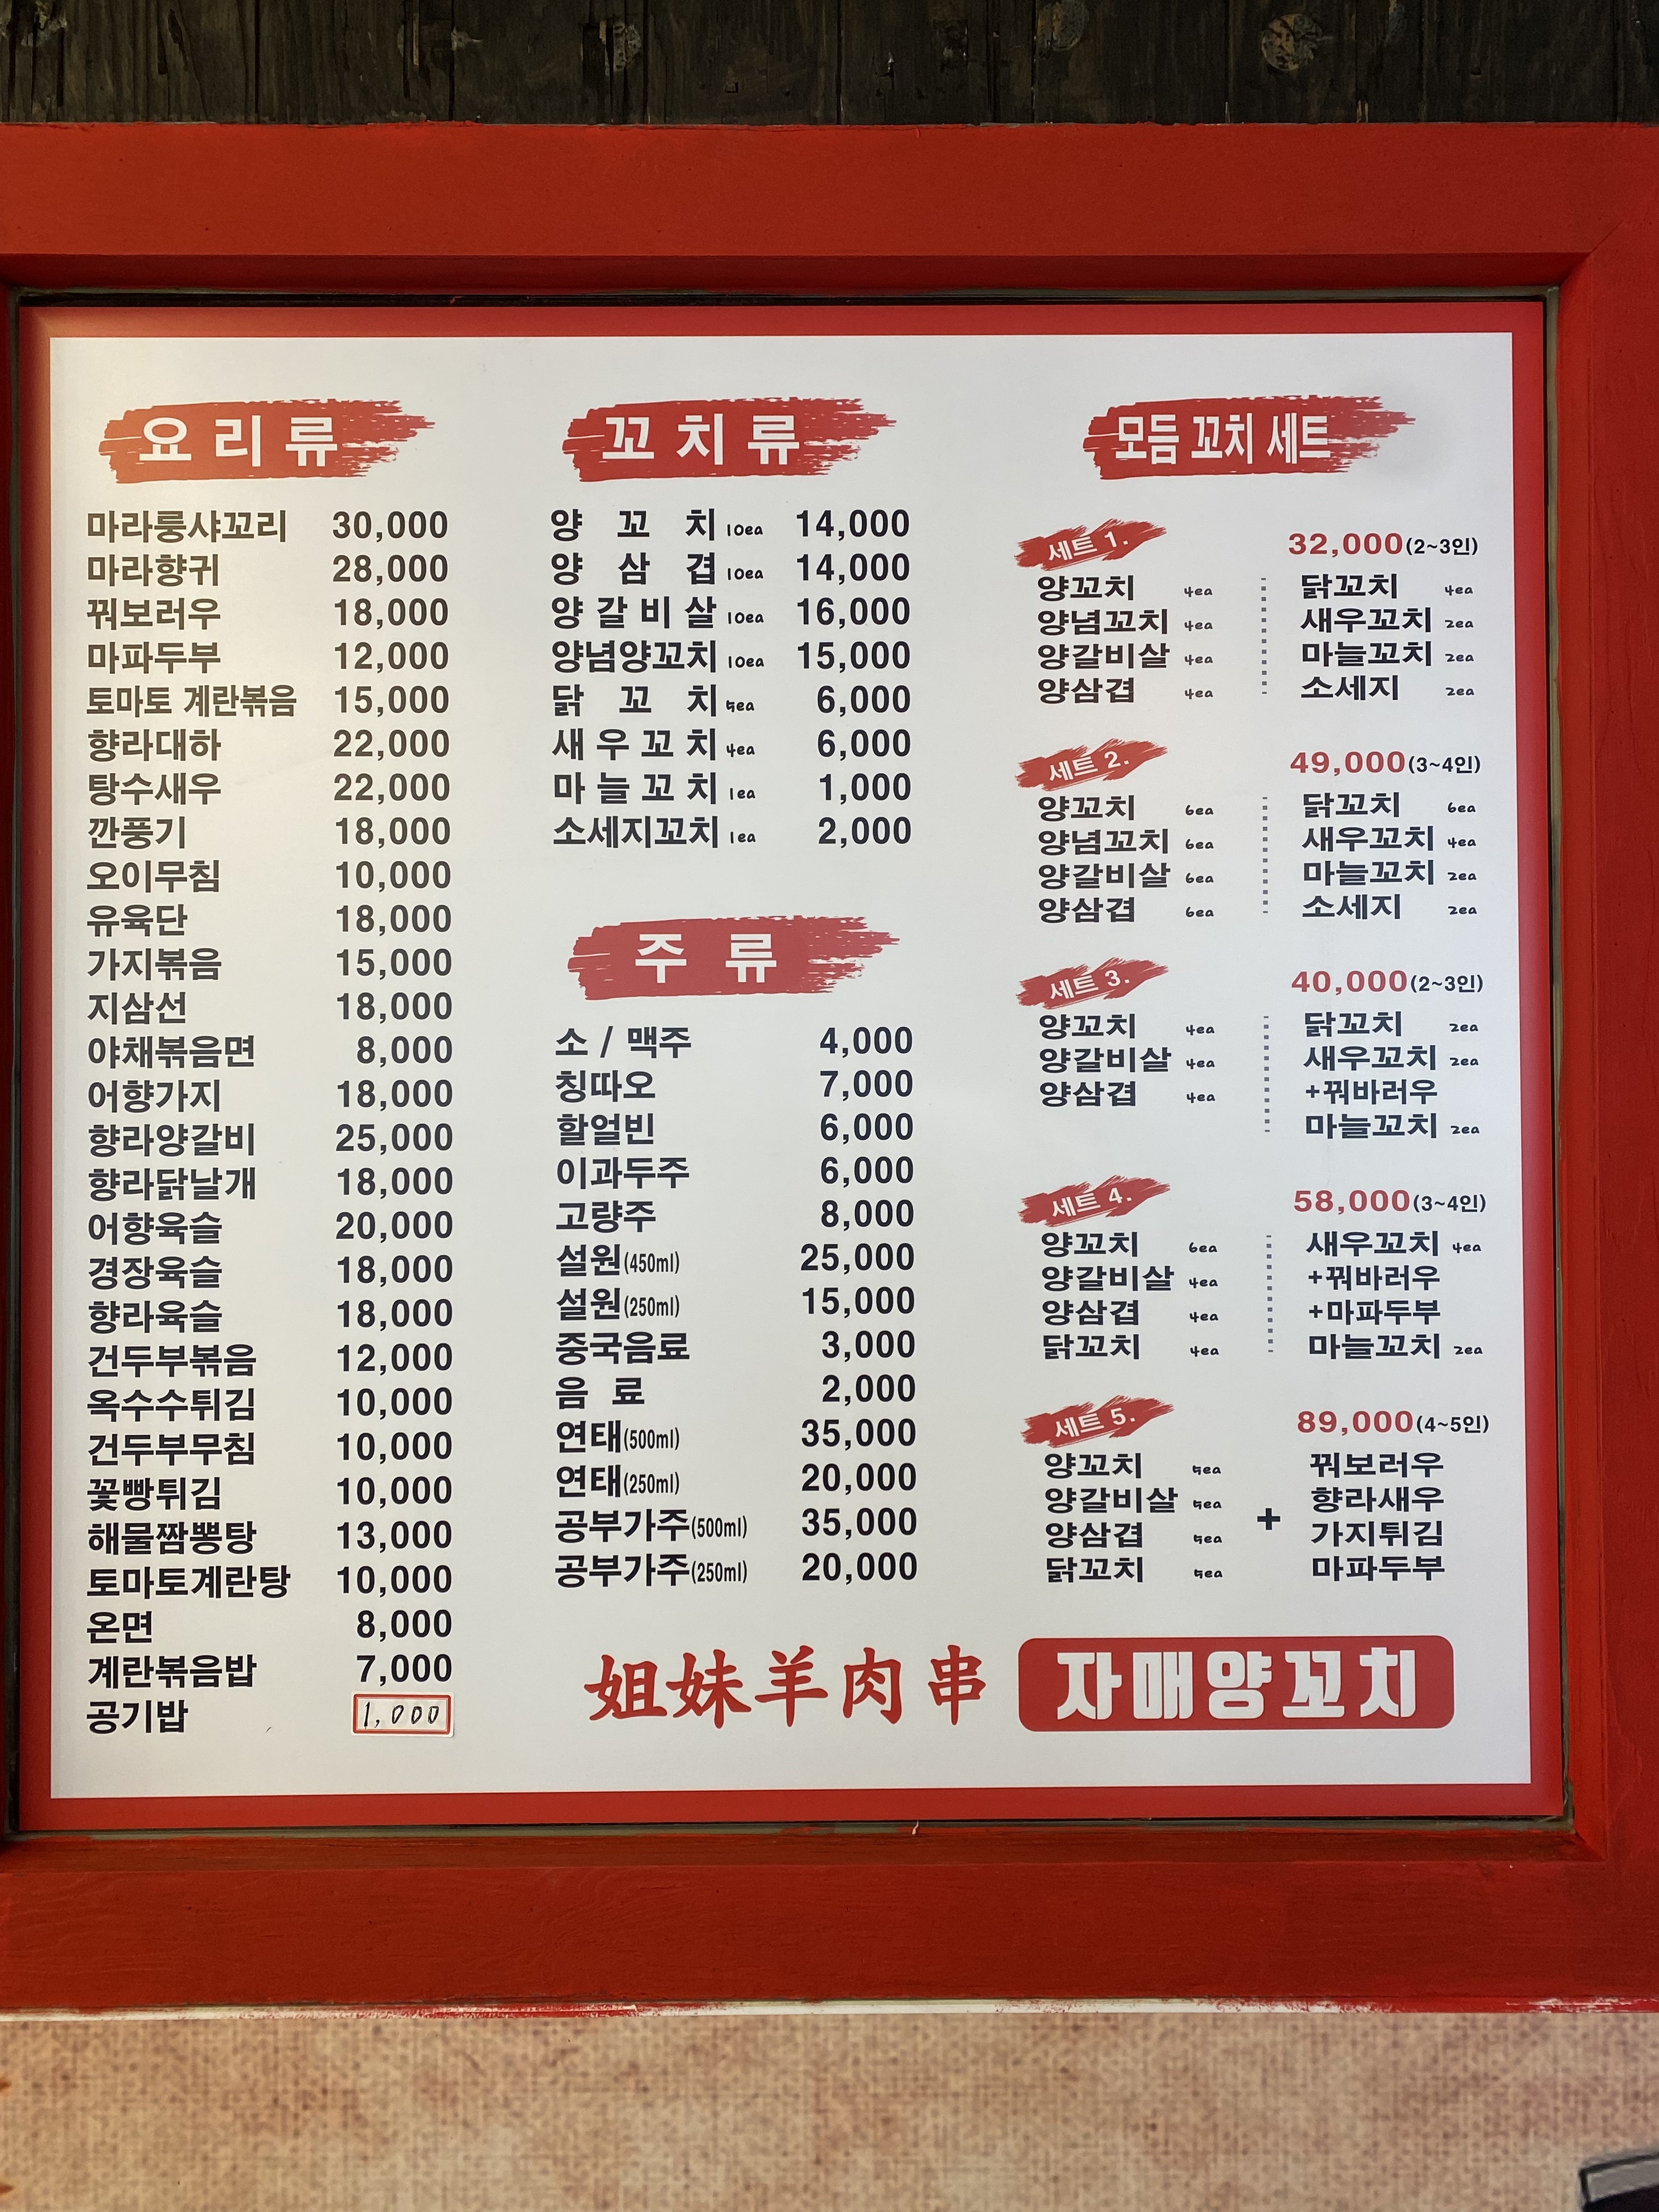 요리류
마라룽샤꼬리 30,000
마라향귀 28,000
꿔보러우 18,000
마파두부 12,000
토마토 계란볶음 15,000
향라대하 22,000
탕수새우 22,000
깐풍기 18,000
오이무침 10,000
유육단 18,000
가지볶음 15,000
지삼선 18,000
야채볶음면 8,000
어향가지 18,000
향라양갈비 25,000
향라닭날개 18,000
어향육슬 20,000
경장육슬 18,000
향라육슬 18,000
건두부볶음 12,000
옥수수튀김 10,000
건두부무침 10,000
꽃빵튀김 10,000
해물짬뽕탕 13,000
토마토계란탕 10,000
온면 8,000
계란볶음밥 7,000
공기밥 1,000
꼬치류
양 꼬 치 10ea 14,000
양 삼 겹 10ea 14,000
양 갈 비 살 10ea 16,000
양념양꼬치 10ea 15,000
닭 꼬 치 5ea 6,000
새 우 꼬 치 4ea 6,000
마 늘 꼬 치 1ea 1,000
소세지꼬치 1ea 2,000
주 류
소 / 맥주 4,000
칭따오 7,000
할얼빈 6,000
이과두주 6,000
고량주 8,000
설원(450ml) 25,000
설원(250ml) 15,000
중국음료 3,000
음 료 2,000
연태(500ml) 35,000
연태(250ml) 20,000
공부가주(500ml) 35,000
공부가주(250ml) 20,000
모듬 꼬치 세트
세트 1. 32,000(2~3인)
양꼬치 4ea 닭꼬치 4ea
양념꼬치 4ea 새우꼬치 2ea
양갈비살 4ea 마늘꼬치 2ea
양삼겹 4ea 소세지 2ea
세트 2. 49,000(3~4인)
양꼬치 6ea 닭꼬치 6ea
양념꼬치 6ea 새우꼬치 4ea
양갈비살 6ea 마늘꼬치 2ea
양삼겹 6ea 소세지 2ea
세트 3. 40,000(2~3인)
양꼬치 4ea 닭꼬치 2ea
양갈비살 4ea 새우꼬치 2ea
양삼겹 4ea +꿔바러우
마늘꼬치 2ea
세트 4. 58,000(3~4인)
양꼬치 6ea 새우꼬치 4ea
양갈비살 4ea +꿔바러우
양삼겹 4ea +마파두부
닭꼬치 4ea 마늘꼬치 2ea
세트 5. 89,000(4~5인)
양꼬치 5ea 꿔보러우
양갈비살 5ea 향라새우
양삼겹 5ea + 가지튀김
닭꼬치 5ea 마파두부
姐妹羊肉串 자매양꼬치